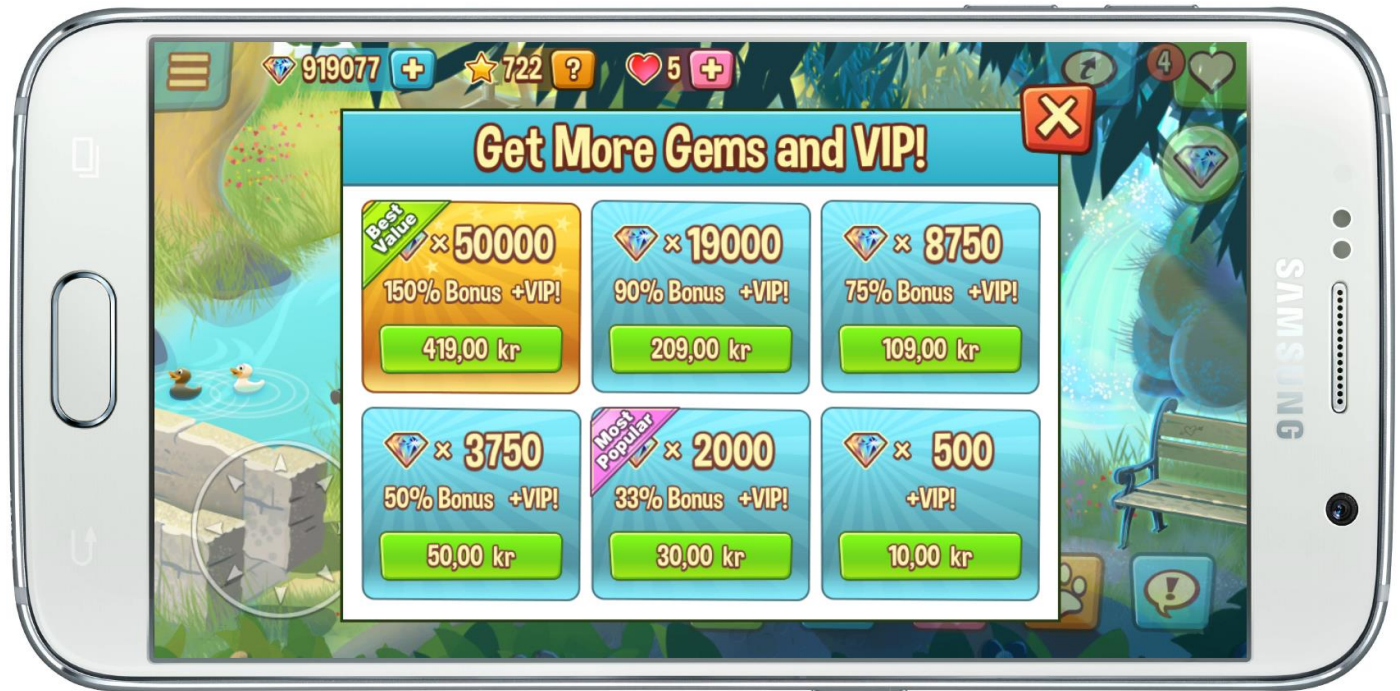 919077
722
?
5
4
Get More Gems and VIP!
Best
Value
× 50000
150% Bonus +VIP!
419,00 kr
× 19000
90% Bonus +VIP!
209,00 kr
× 8750
75% Bonus +VIP!
109,00 kr
× 3750
50% Bonus +VIP!
50,00 kr
Most
Popular
× 2000
33% Bonus +VIP!
30,00 kr
× 500
+VIP!
10,00 kr
!
SAMSUNG